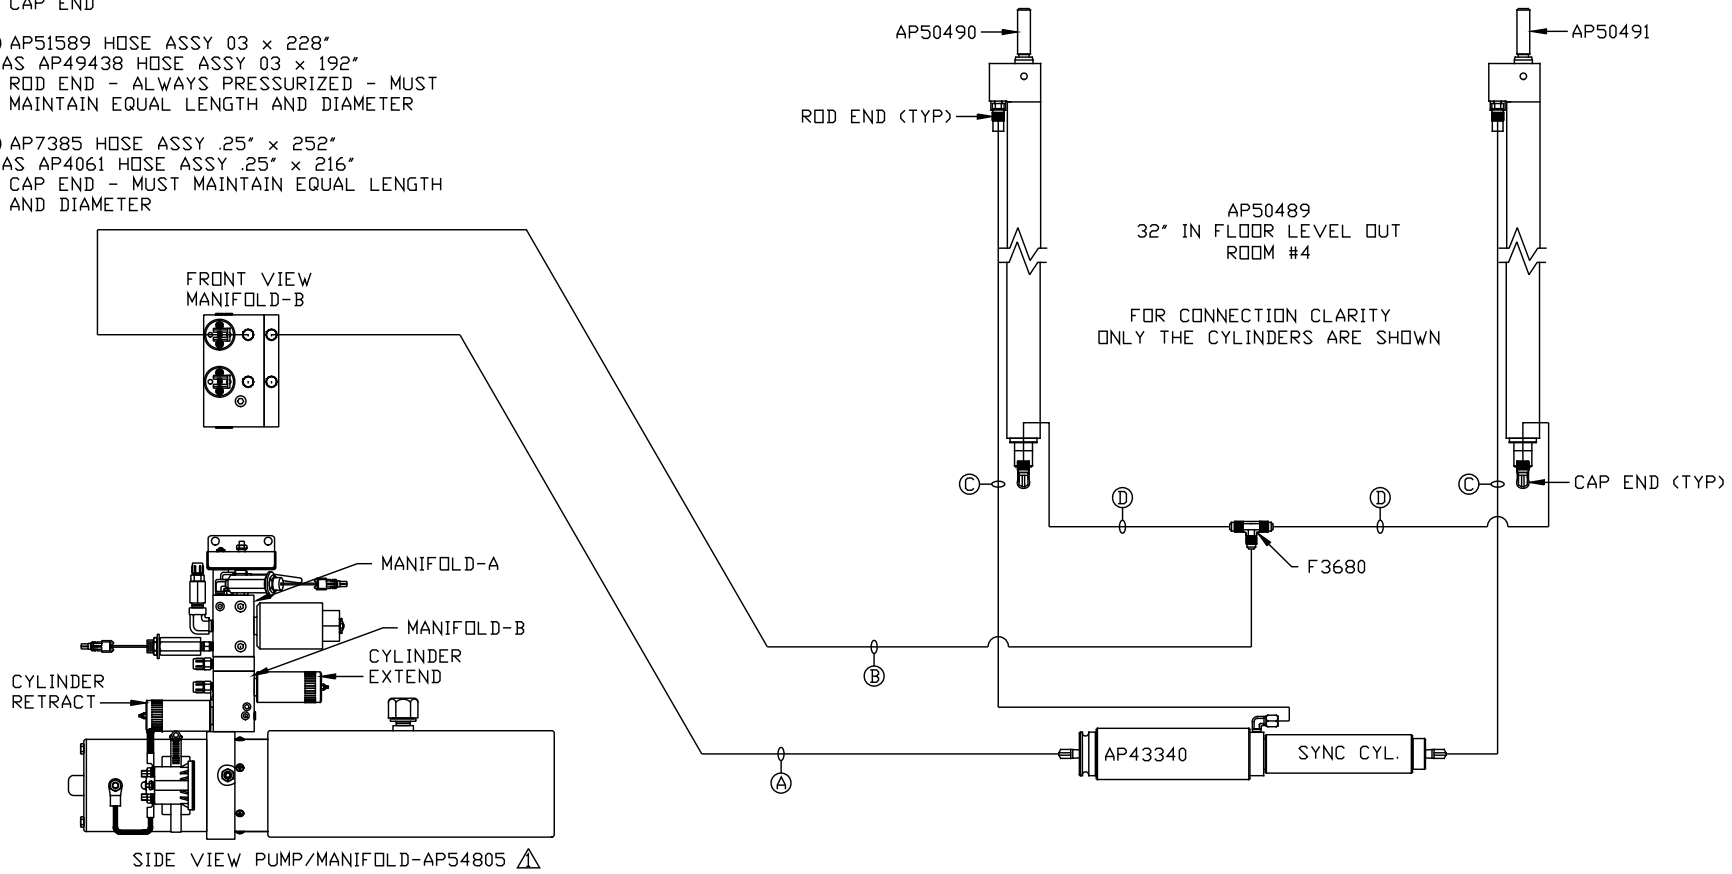 CAP END
) AP51589 HOSE ASSY 03 x 228"
AS AP49438 HOSE ASSY 03 x 192"
ROD END - ALWAYS PRESSURIZED - MUST
MAINTAIN EQUAL LENGTH AND DIAMETER
) AP7385 HOSE ASSY .25" x 252"
AS AP4061 HOSE ASSY .25" x 216"
CAP END - MUST MAINTAIN EQUAL LENGTH
AND DIAMETER
FRONT VIEW
MANIFOLD-B
AP50490
AP50491
ROD END (TYP)
AP50489
32" IN FLOOR LEVEL OUT
ROOM #4
FOR CONNECTION CLARITY
ONLY THE CYLINDERS ARE SHOWN
C
C
CAP END (TYP)
D
D
F3680
MANIFOLD-A
MANIFOLD-B
CYLINDER
EXTEND
CYLINDER
RETRACT
B
A
AP43340
SYNC CYL.
SIDE VIEW PUMP/MANIFOLD-AP54805 1